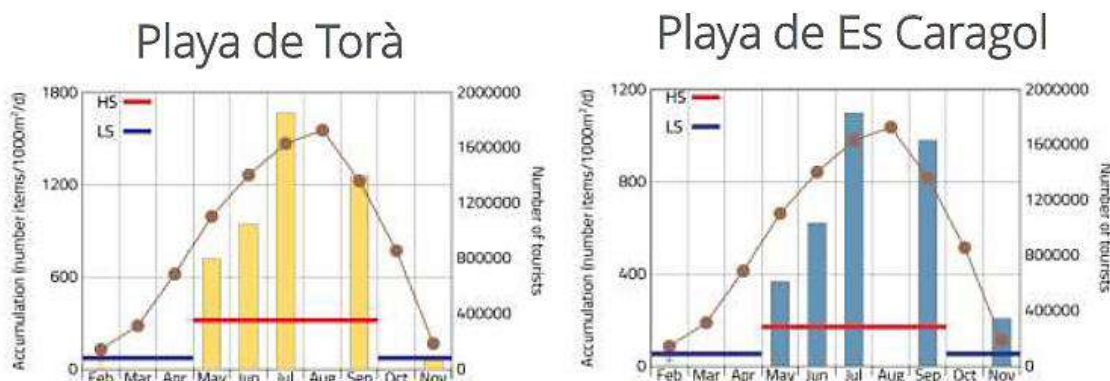 Playa de Torà
Accumulation (number items/1000m²/d)
1800
1200
600
0
HS
LS
2000000
1600000
1200000
800000
400000
0
Number of tourists
Feb Mar Apr May Jun Jul Aug Sep Oct Nov
Playa de Es Caragol
Accumulation (number items/1000m²/d)
1200
800
400
0
HS
LS
2000000
1600000
1200000
800000
400000
0
Number of tourists
Feb Mar Apr May Jun Jul Aug Sep Oct Nov